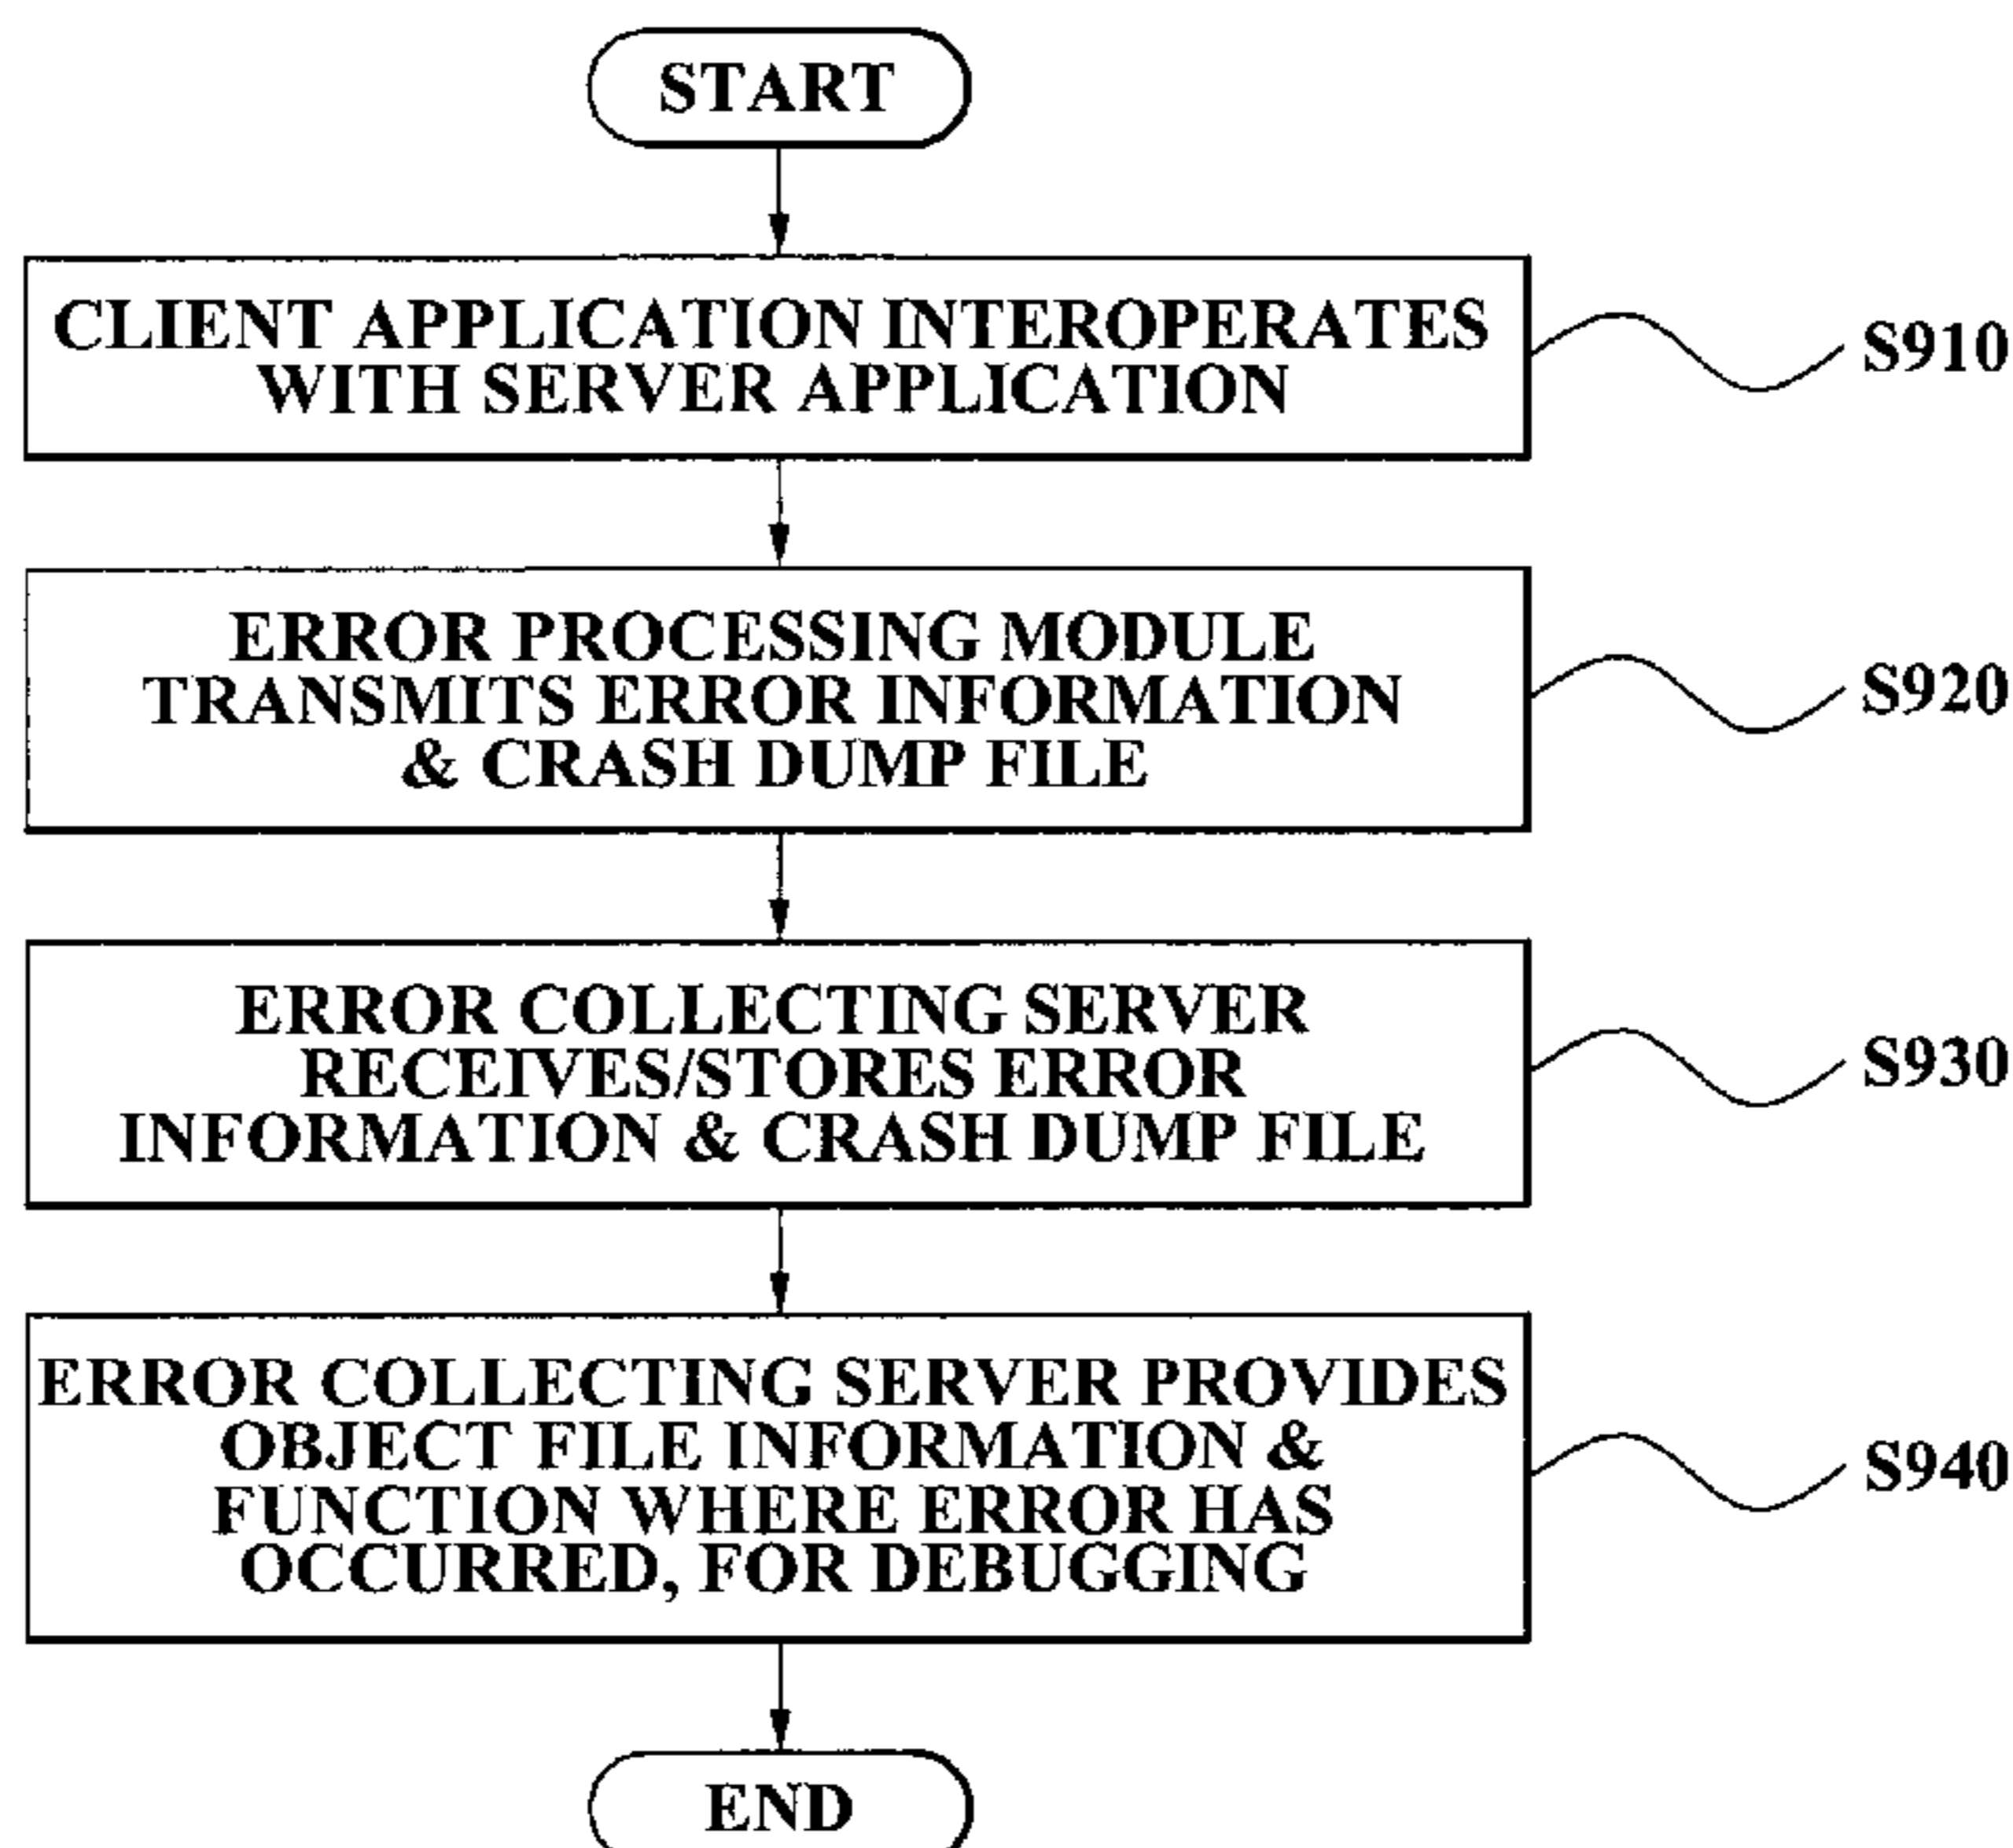 START
CLIENT APPLICATION INTEROPERATES
WITH SERVER APPLICATION
S910
ERROR PROCESSING MODULE
TRANSMITS ERROR INFORMATION
& CRASH DUMP FILE
S920
ERROR COLLECTING SERVER
RECEIVES/STORES ERROR
INFORMATION & CRASH DUMP FILE
S930
ERROR COLLECTING SERVER PROVIDES
OBJECT FILE INFORMATION &
FUNCTION WHERE ERROR HAS
OCCURRED, FOR DEBUGGING
S940
END